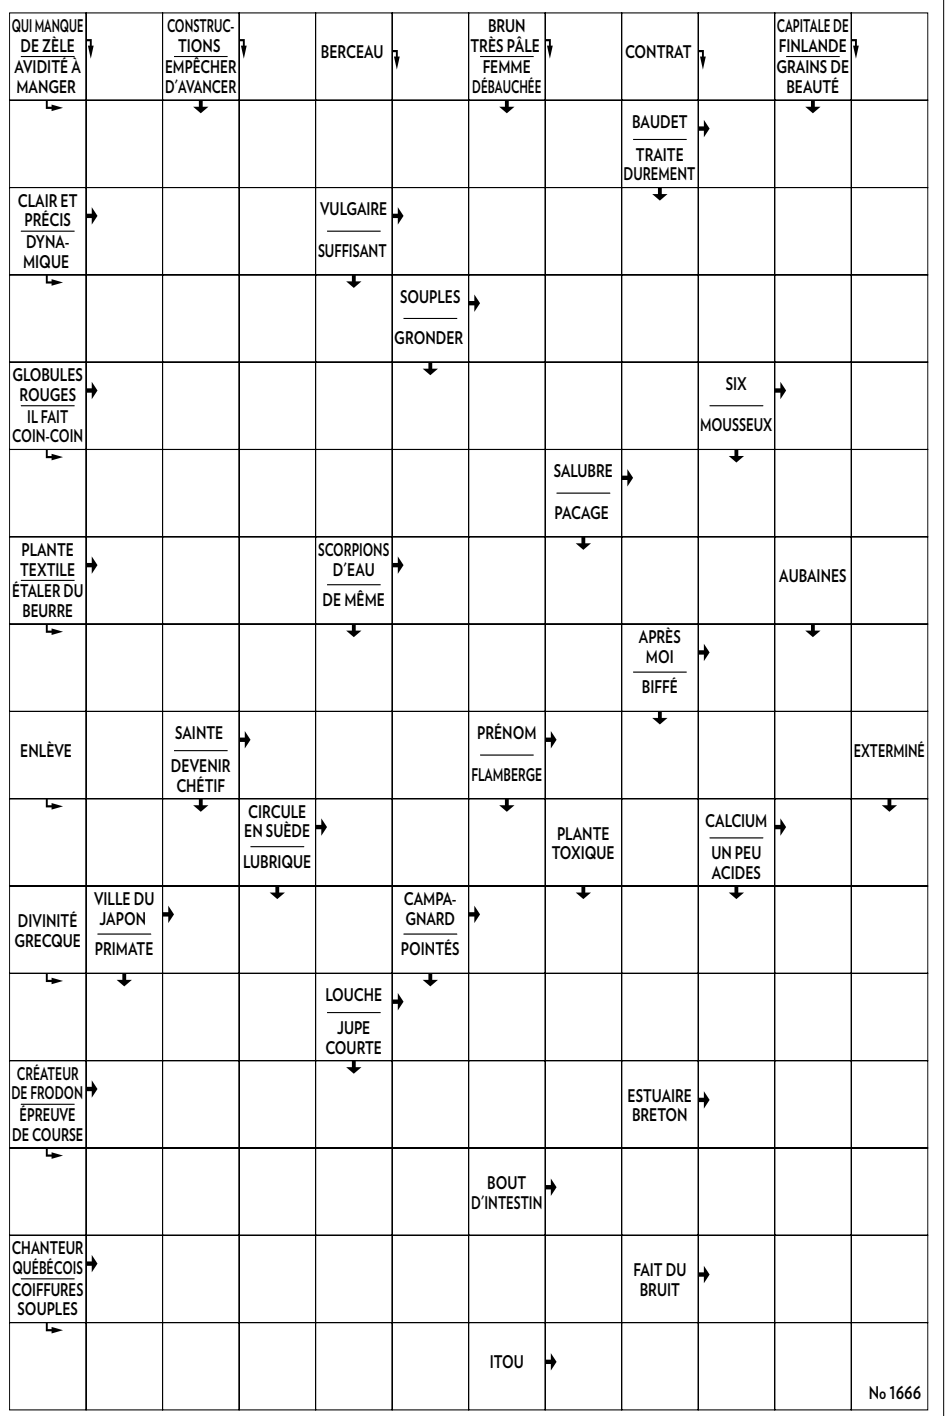 QUI MANQUE
DE ZÈLE
AVIDITÉ À
MANGER
CONSTRUC-
TIONS
EMPÊCHER
D'AVANCER
BERCEAU
BRUN
TRÈS PÂLE
FEMME
DÉBAUCHÉE
CONTRAT
CAPITALE DE
FINLANDE
GRAINS DE
BEAUTÉ
BAUDET
TRAITE
DUREMENT
CLAIR ET
PRÉCIS
DYNA-
MIQUE
VULGAIRE
SUFFISANT
SOUPLES
GRONDER
GLOBULES
ROUGES
IL FAIT
COIN-COIN
SIX
MOUSSEUX
SALUBRE
PACAGE
PLANTE
TEXTILE
ÉTALER DU
BEURRE
SCORPIONS
D'EAU
DE MÊME
AUBAINES
APRÈS
MOI
BIFFÉ
ENLÈVE
SAINTE
DEVENIR
CHÉTIF
PRÉNOM
FLAMBERGE
EXTERMINÉ
CIRCULE
EN SUÈDE
LUBRIQUE
PLANTE
TOXIQUE
CALCIUM
UN PEU
ACIDES
DIVINITÉ
GRECQUE
VILLE DU
JAPON
PRIMATE
CAMPA-
GNARD
POINTÉS
LOUCHE
JUPE
COURTE
CRÉATEUR
DE FRODON
ÉPREUVE
DE COURSE
ESTUAIRE
BRETON
BOUT
D'INTESTIN
CHANTEUR
QUÉBÉCOIS
COIFFURES
SOUPLES
FAIT DU
BRUIT
ITOU
No 1666